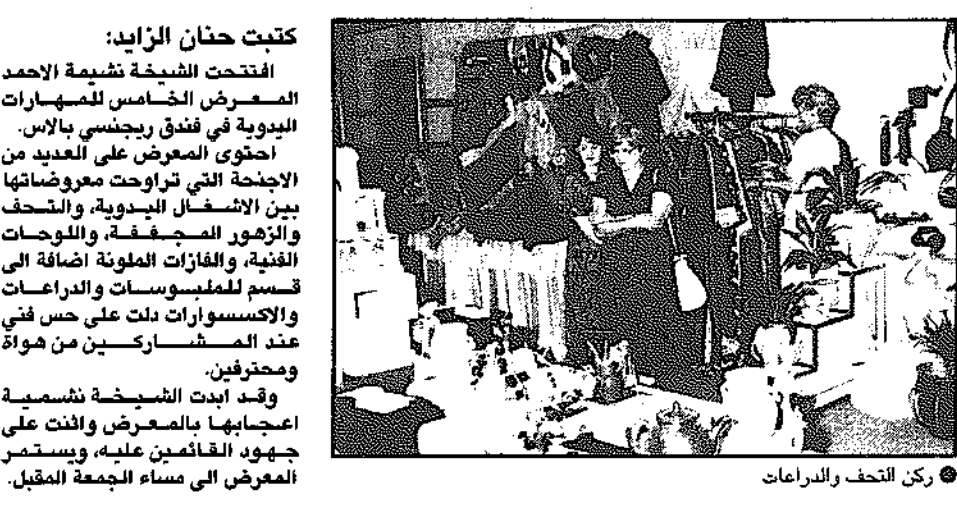 كتبت حنان الزايد:
افتتحت الشيخة نشيمة الاحمد
المعرض الخامس للمهارات
اليدوية في فندق ريجنسي بالاس.
احتوى المعرض على العديد من
الاجنحة التي تراوحت معروضاتها
بين الاشغال اليدوية، والتحف
والزهور المجففة، واللوحات
الفنية، والفازات الملونة اضافة الى
قسم للملبوسات والدراعات
والاكسسوارات دلت على حس فني
عند المشاركين من هواة
ومحترفين.
وقد ابدت الشيخة نشسمية
اعجابها بالمعرض واثنت على
جهود القائمين عليه، ويستمر
المعرض الى مساء الجمعة المقبل.
ركن التحف والدراعات